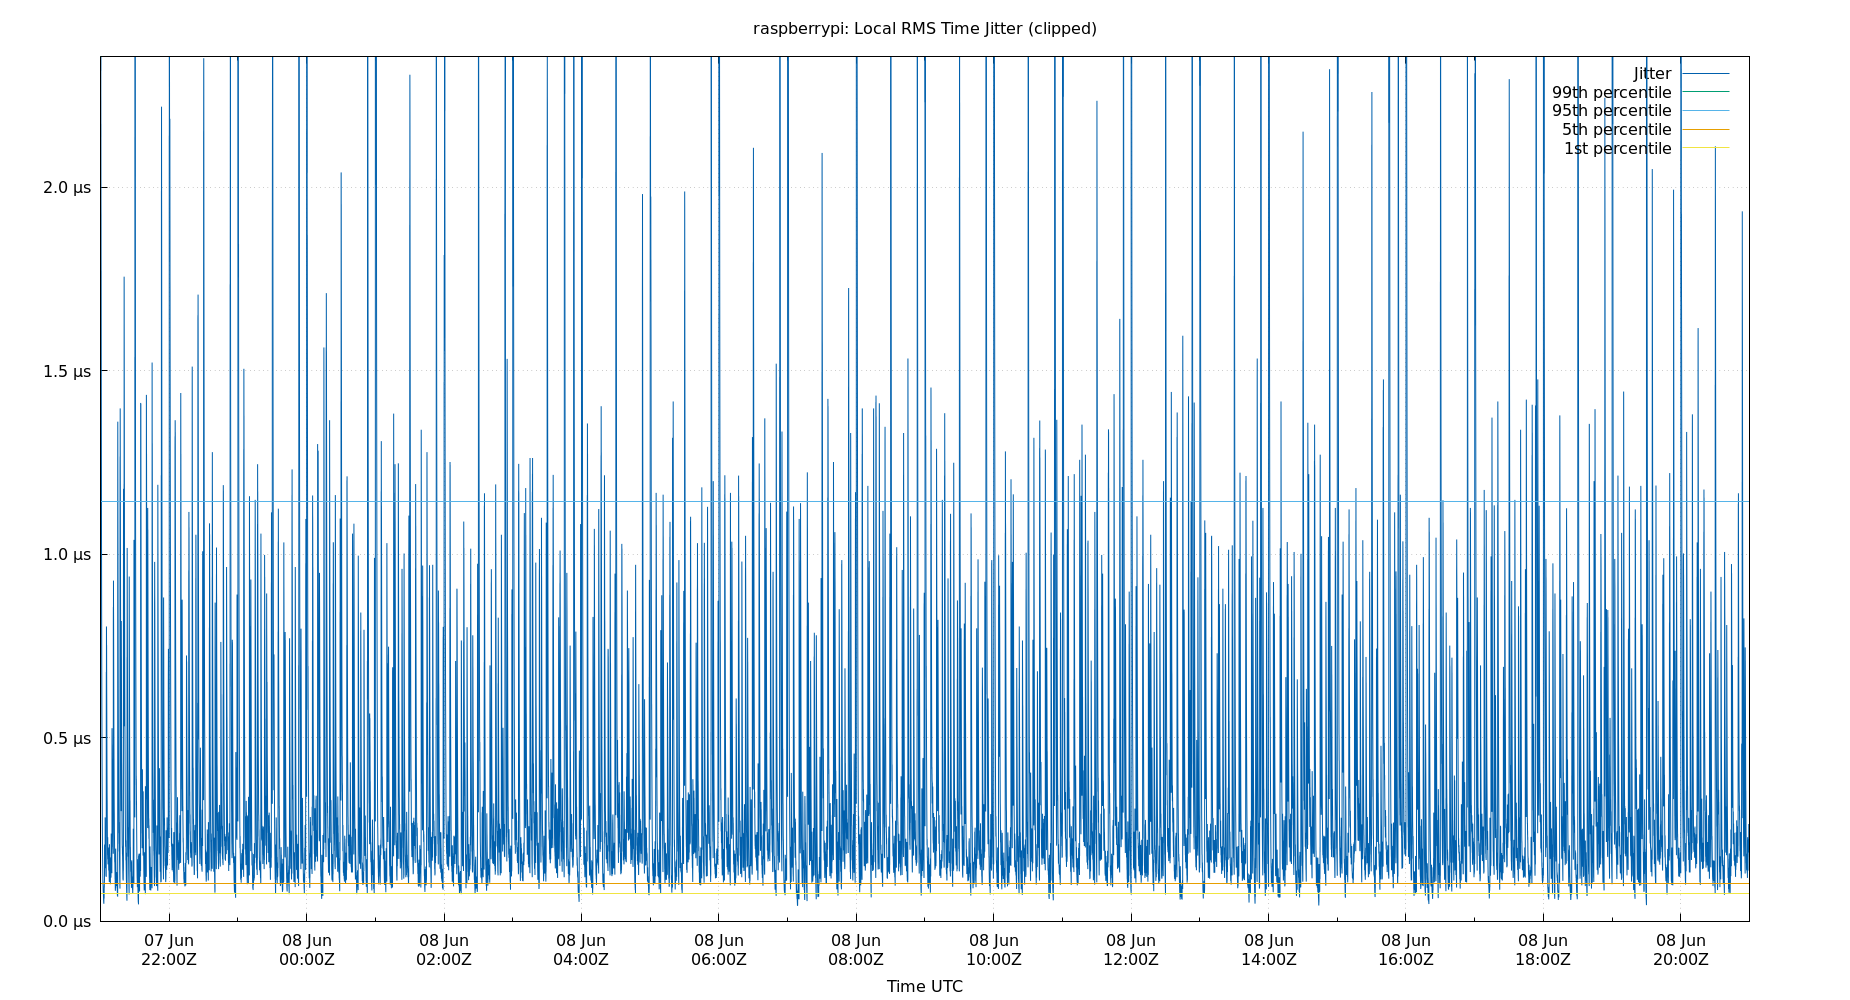 raspberrypi: Local RMS Time Jitter (clipped)
Jitter
99th percentile
95th percentile
5th percentile
1st percentile
2.0 µs
1.5 µs
1.0 µs
0.5 µs
0.0 µs
07 Jun 08 Jun 08 Jun 08 Jun 08 Jun 08 Jun 08 Jun 08 Jun 08 Jun 08 Jun 08 Jun 08 Jun
22:00Z 00:00Z 02:00Z 04:00Z 06:00Z 08:00Z 10:00Z 12:00Z 14:00Z 16:00Z 18:00Z 20:00Z
Time UTC